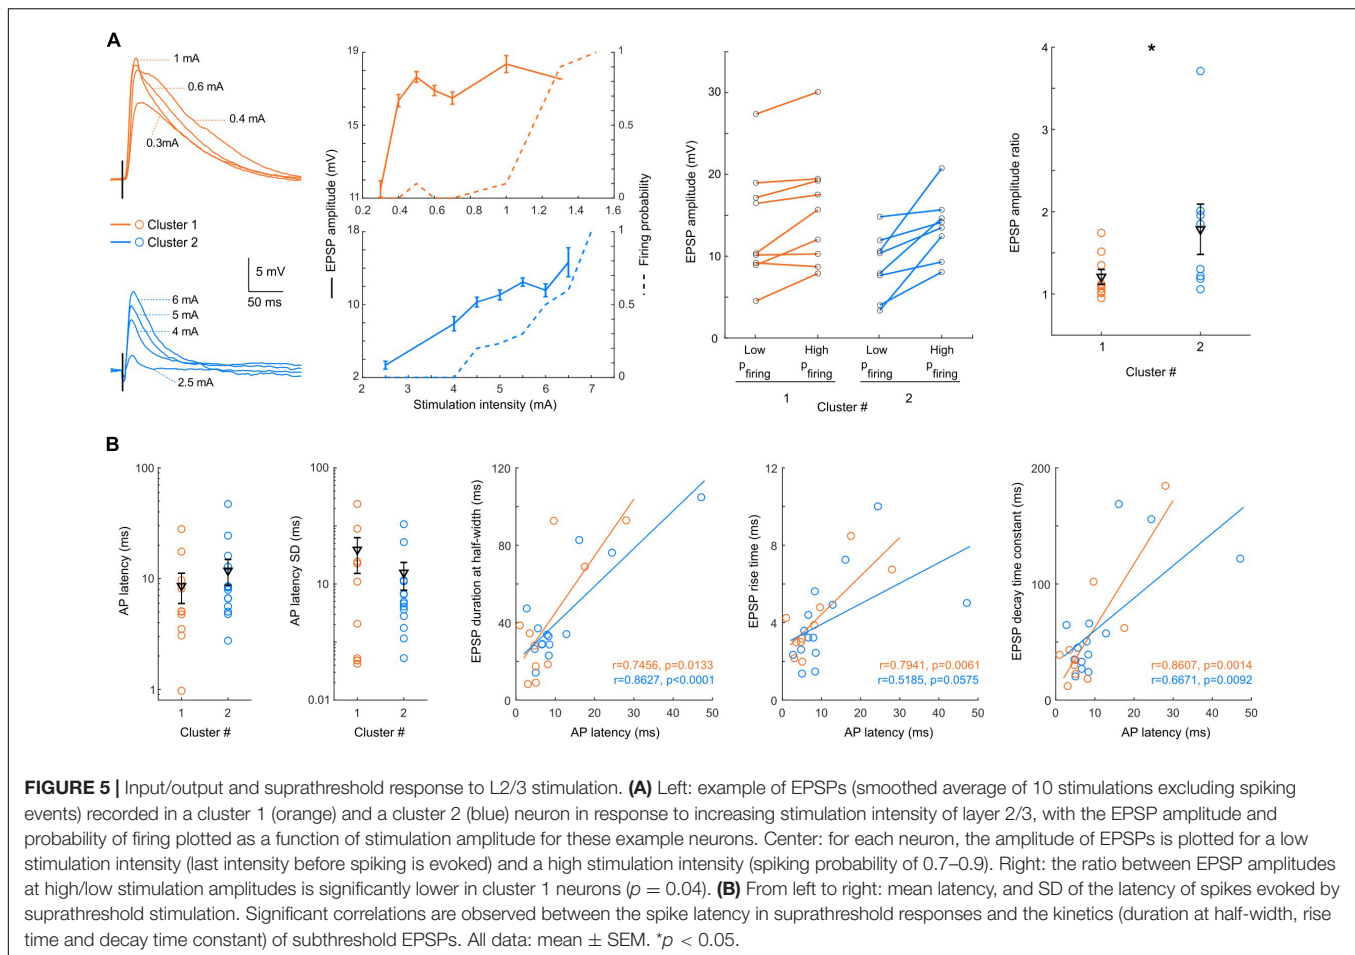 A
1 mA
0.6 mA
0.4 mA
0.3mA
Cluster 1
Cluster 2
5 mV
50 ms
6 mA
5 mA
4 mA
2.5 mA
19
17
15
13
11
0.2 0.4 0.6 0.8 1 1.2 1.4 1.6
1
0.5
0
18
10
2
3 4 5 6 7
1
0.5
0
EPSP amplitude (mV)
Firing probability
Stimulation intensity (mA)
EPSP amplitude (mV)
30
20
10
0
Low High Low High
p firing p firing p firing p firing
1 2
Cluster #
*
EPSP amplitude ratio
4
3
2
1
1 2
Cluster #
B
AP latency (ms)
100
10
1
1 2
Cluster #
AP latency SD (ms)
100
10
0.01
1 2
Cluster #
EPSP duration at half-width (ms)
120
80
40
0
0 10 20 30 40 50
AP latency (ms)
r=0.7456, p=0.0133
r=0.8627, p<0.0001
EPSP rise time (ms)
12
8
4
0
0 10 20 30 40 50
AP latency (ms)
r=0.7941, p=0.0061
r=0.5185, p=0.0575
EPSP decay time constant (ms)
200
100
0
0 10 20 30 40 50
AP latency (ms)
r=0.8607, p=0.0014
r=0.6671, p=0.0092
FIGURE 5 | Input/output and suprathreshold response to L2/3 stimulation. (A) Left: example of EPSPs (smoothed average of 10 stimulations excluding spiking
events) recorded in a cluster 1 (orange) and a cluster 2 (blue) neuron in response to increasing stimulation intensity of layer 2/3, with the EPSP amplitude and
probability of firing plotted as a function of stimulation amplitude for these example neurons. Center: for each neuron, the amplitude of EPSPs is plotted for a low
stimulation intensity (last intensity before spiking is evoked) and a high stimulation intensity (spiking probability of 0.7–0.9). Right: the ratio between EPSP amplitudes
at high/low stimulation amplitudes is significantly lower in cluster 1 neurons (p = 0.04). (B) From left to right: mean latency, and SD of the latency of spikes evoked by
suprathreshold stimulation. Significant correlations are observed between the spike latency in suprathreshold responses and the kinetics (duration at half-width, rise
time and decay time constant) of subthreshold EPSPs. All data: mean ± SEM. *p < 0.05.